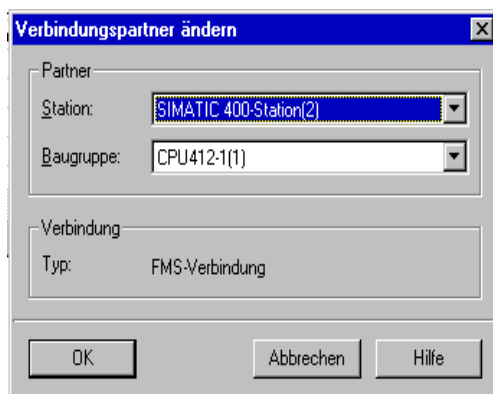 Verbindungspartner ändern
Partner
Station: SIMATIC 400-Station(2)
Baugruppe: CPU412-1(1)
Verbindung
Typ: FMS-Verbindung
OK Abbrechen Hilfe